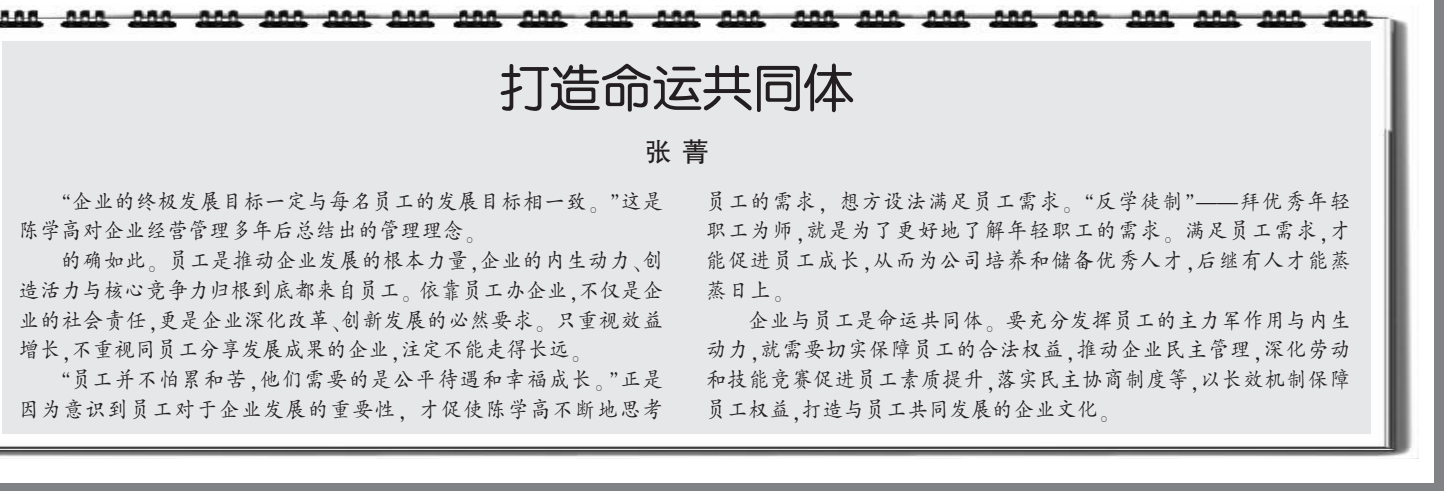 打造命运共同体
张 菁
“企业的终极发展目标一定与每名员工的发展目标相一致。”这是
陈学高对企业经营管理多年后总结出的管理理念。
的确如此。员工是推动企业发展的根本力量,企业的内生动力、创
造活力与核心竞争力归根到底都来自员工。依靠员工办企业,不仅是企
业的社会责任,更是企业深化改革、创新发展的必然要求。只重视效益
增长,不重视同员工分享发展成果的企业,注定不能走得长远。
“员工并不怕累和苦,他们需要的是公平待遇和幸福成长。”正是
因为意识到员工对于企业发展的重要性，才促使陈学高不断地思考
员工的需求，想方设法满足员工需求。“反学徒制”——拜优秀年轻
职工为师,就是为了更好地了解年轻职工的需求。满足员工需求,才
能促进员工成长,从而为公司培养和储备优秀人才,后继有人才能蒸
蒸日上。
企业与员工是命运共同体。要充分发挥员工的主力军作用与内生
动力,就需要切实保障员工的合法权益,推动企业民主管理,深化劳动
和技能竞赛促进员工素质提升,落实民主协商制度等,以长效机制保障
员工权益,打造与员工共同发展的企业文化。